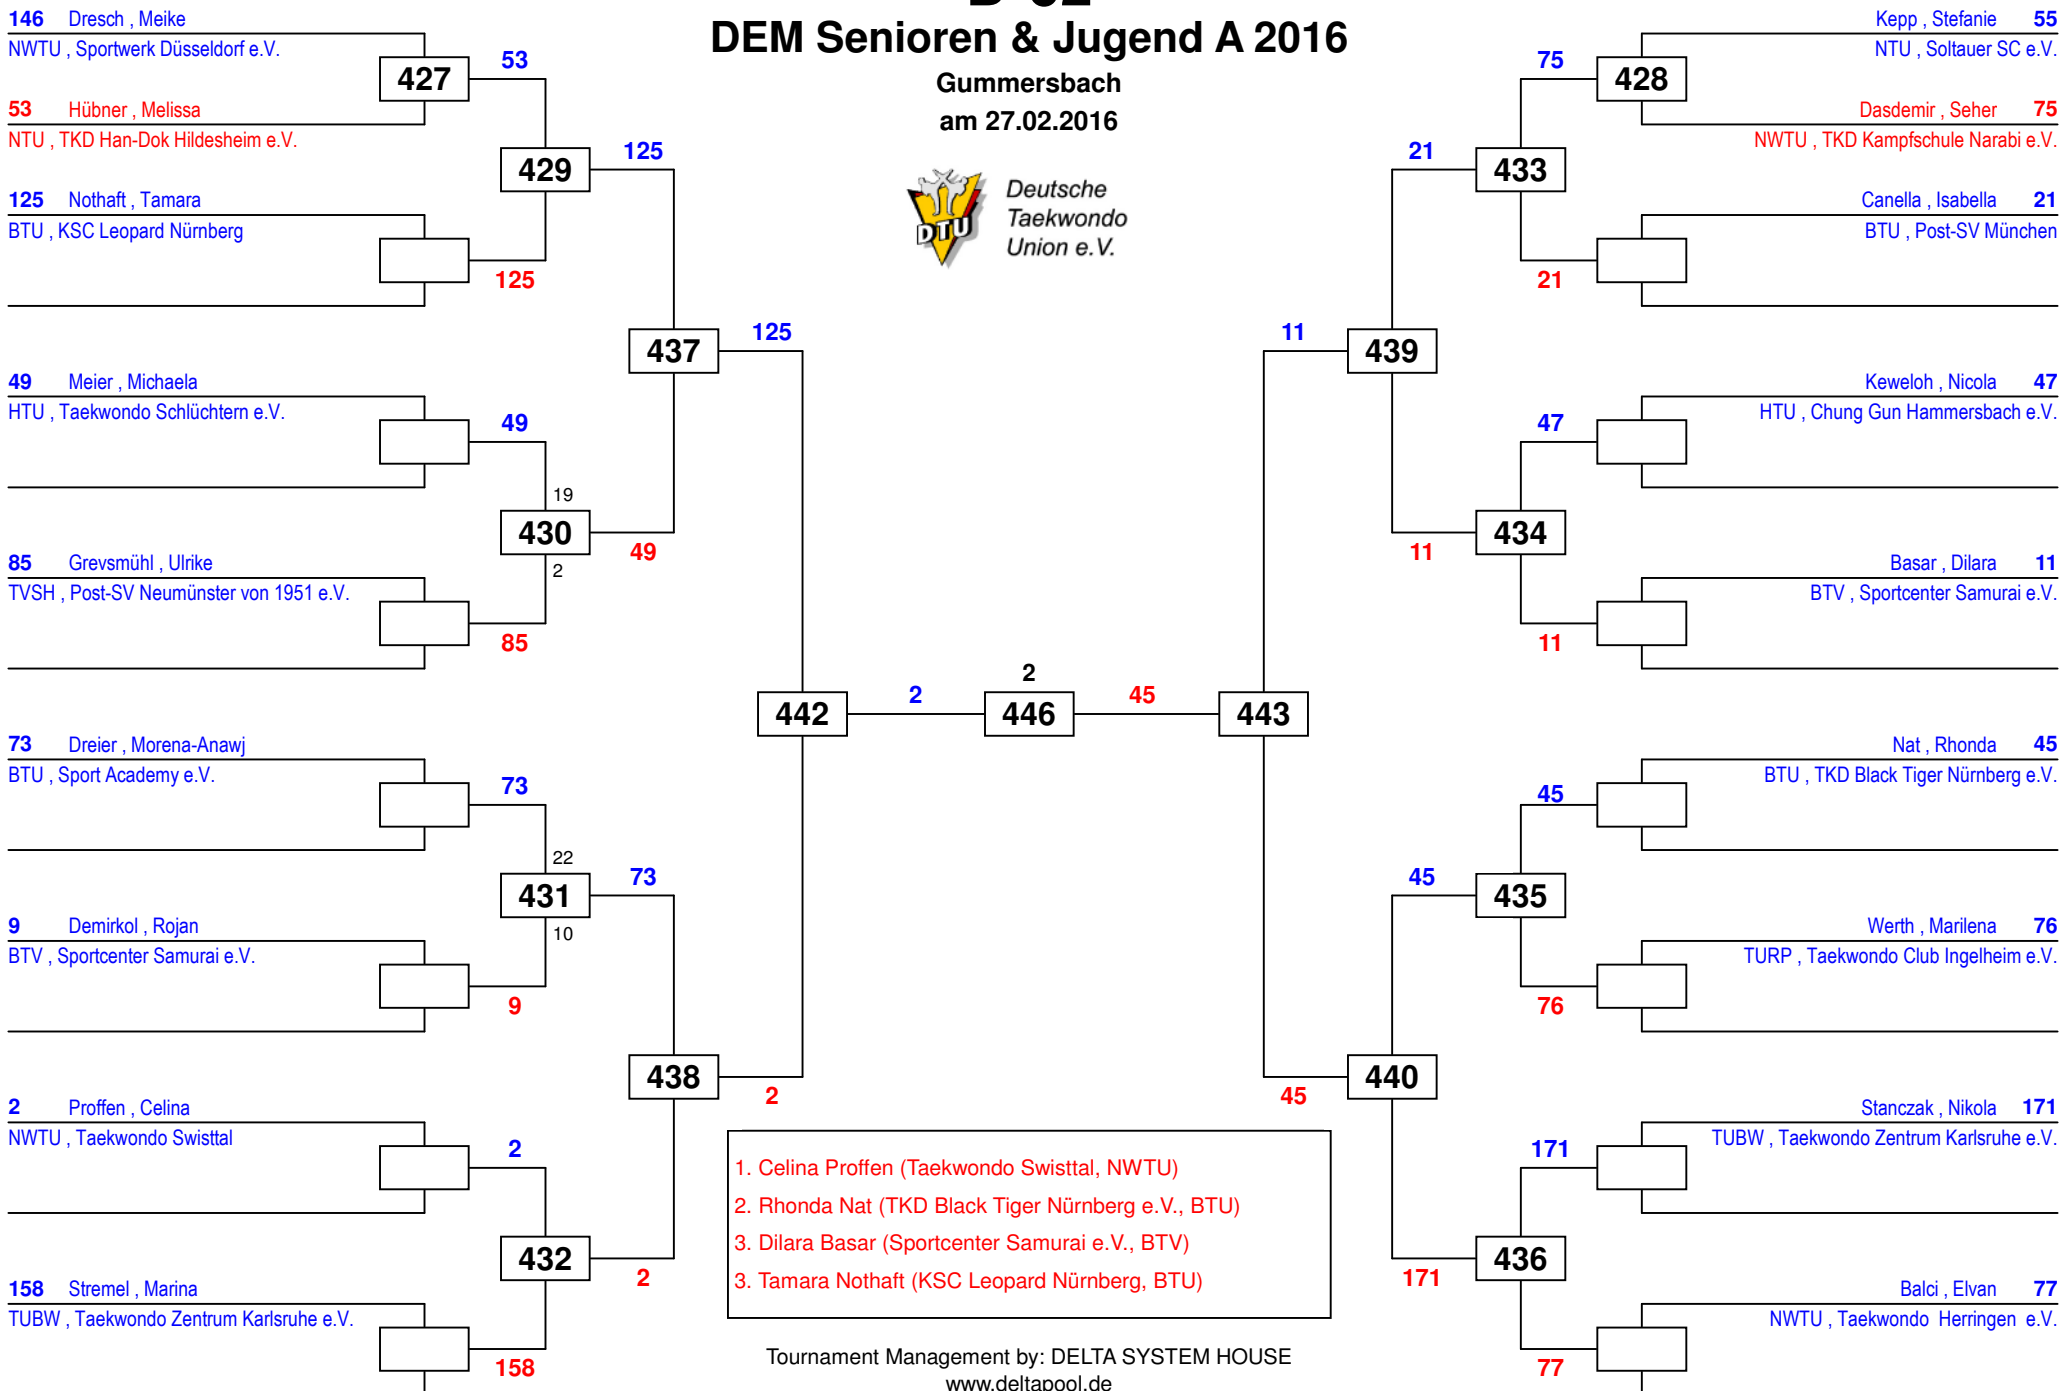 DEM Senioren & Jugend A 2016
Gummersbach
am 27.02.2016
DTU
Deutsche
Taekwondo
Union e.V.
146 Dresch , Meike
NWTU , Sportwerk Düsseldorf e.V.
427
53
53 Hübner , Melissa
NTU , TKD Han-Dok Hildesheim e.V.
429
125
125 Nothaft , Tamara
BTU , KSC Leopard Nürnberg
125
437
125
49 Meier , Michaela
HTU , Taekwondo Schlüchtern e.V.
49
19
430
2
49
85 Grevsmühl , Ulrike
TVSH , Post-SV Neumünster von 1951 e.V.
85
442
2
2
446
45
443
73 Dreier , Morena-Anawj
BTU , Sport Academy e.V.
73
22
431
10
73
9 Demirkol , Rojan
BTV , Sportcenter Samurai e.V.
9
438
2
2 Proffen , Celina
NWTU , Taekwondo Swisttal
2
432
2
158 Stremel , Marina
TUBW , Taekwondo Zentrum Karlsruhe e.V.
158
Kepp , Stefanie 55
NTU , Soltauer SC e.V.
75
428
Dasdemir , Seher 75
NWTU , TKD Kampfschule Narabi e.V.
21
433
Canella , Isabella 21
BTU , Post-SV München
21
11
439
Keweloh , Nicola 47
HTU , Chung Gun Hammersbach e.V.
47
434
11
Basar , Dilara 11
BTV , Sportcenter Samurai e.V.
11
Nat , Rhonda 45
BTU , TKD Black Tiger Nürnberg e.V.
45
45
435
Werth , Marilena 76
TURP , Taekwondo Club Ingelheim e.V.
76
440
45
Stanczak , Nikola 171
TUBW , Taekwondo Zentrum Karlsruhe e.V.
171
436
171
Balci , Elvan 77
NWTU , Taekwondo Herringen e.V.
77
1. Celina Proffen (Taekwondo Swisttal, NWTU)
2. Rhonda Nat (TKD Black Tiger Nürnberg e.V., BTU)
3. Dilara Basar (Sportcenter Samurai e.V., BTV)
3. Tamara Nothaft (KSC Leopard Nürnberg, BTU)
Tournament Management by: DELTA SYSTEM HOUSE
www.deltapool.de